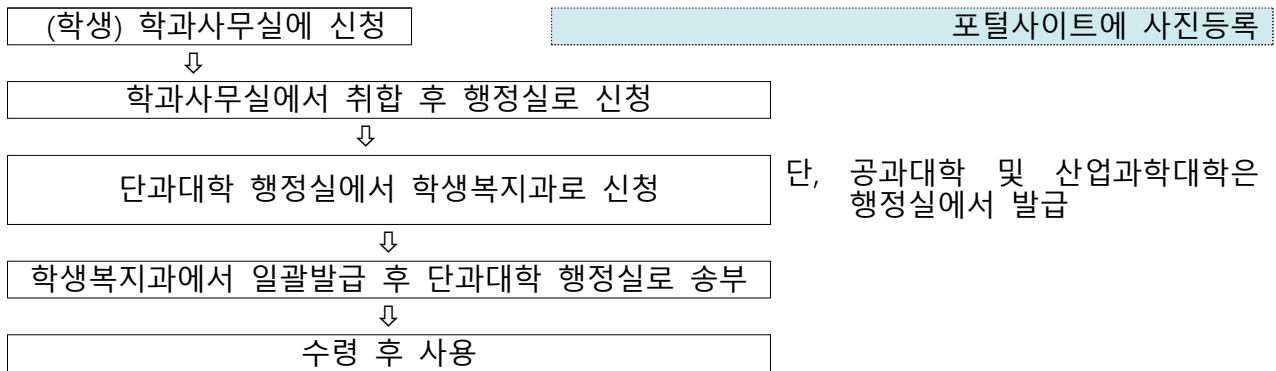 (학생) 학과사무실에 신청
포털사이트에 사진등록
⇩
학과사무실에서 취합 후 행정실로 신청
⇩
단과대학 행정실에서 학생복지과로 신청
단, 공과대학 및 산업과학대학은
행정실에서 발급
⇩
학생복지과에서 일괄발급 후 단과대학 행정실로 송부
⇩
수령 후 사용